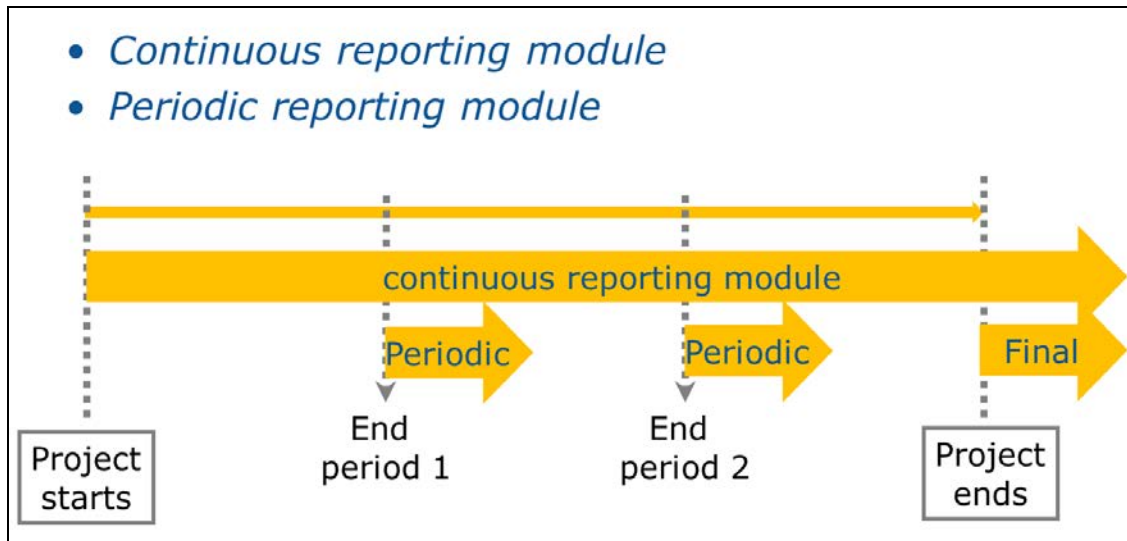 • Continuous reporting module
• Periodic reporting module
continuous reporting module
Periodic
Periodic
Final
End
period 1
End
period 2
Project
starts
Project
ends